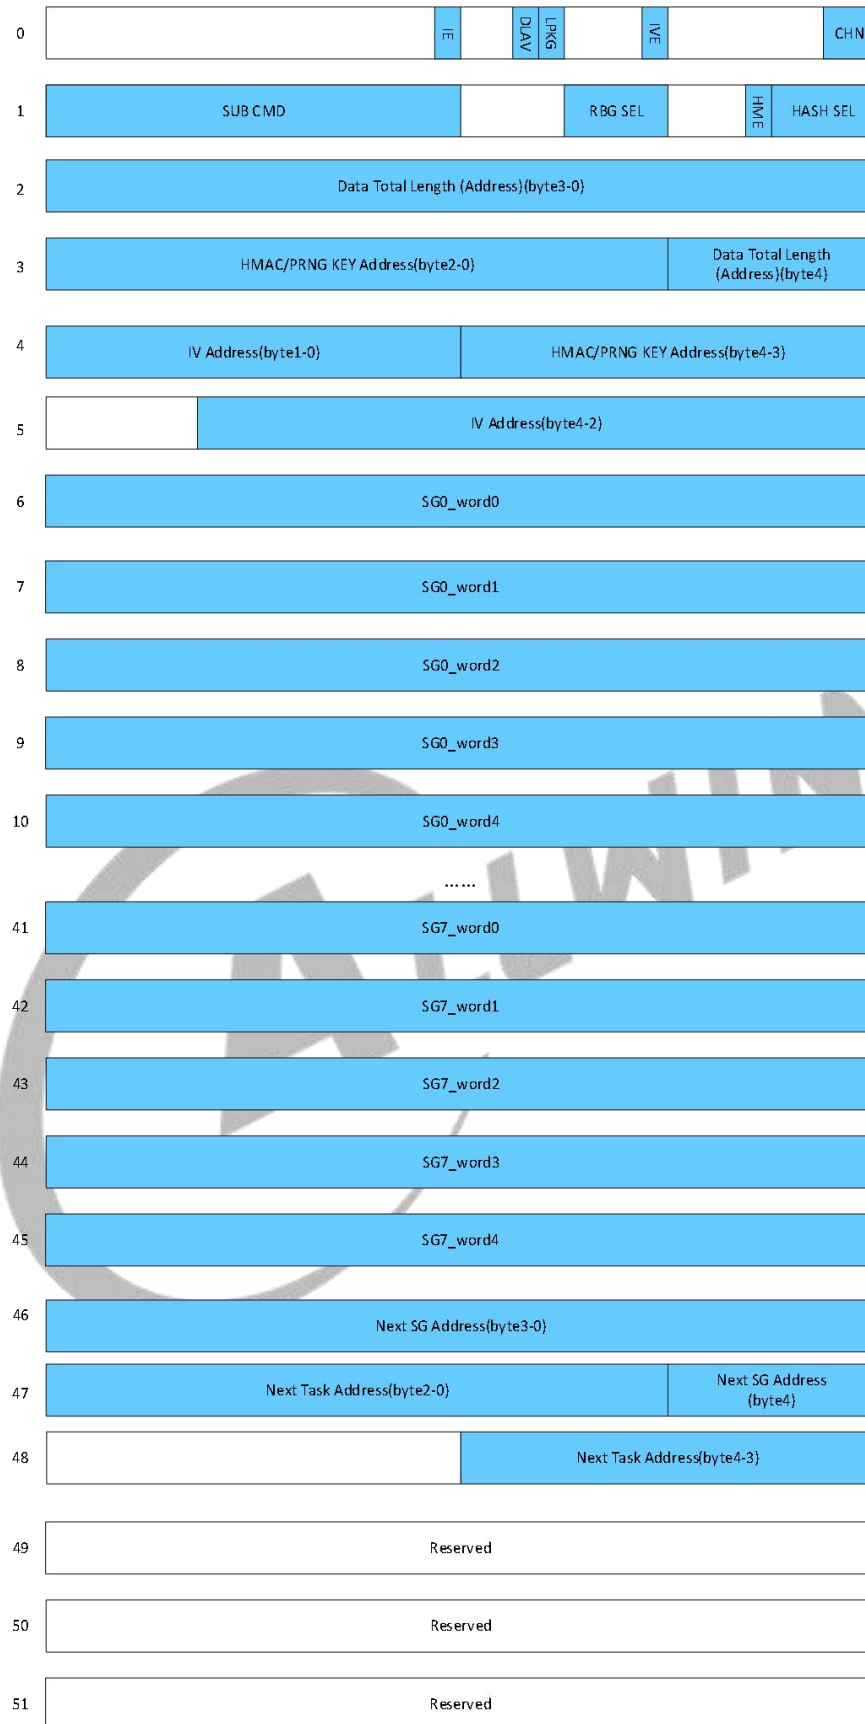 0 IE DLAV LPKG IVE CHN
1 SUB CMD RBG SEL HME HASH SEL
2 Data Total Length (Address)(byte3-0)
3 HMAC/PRNG KEY Address(byte2-0) Data Total Length
(Address)(byte4)
4 IV Address(byte1-0) HMAC/PRNG KEY Address(byte4-3)
5 IV Address(byte4-2)
6 SG0_word0
7 SG0_word1
8 SG0_word2
9 SG0_word3
10 SG0_word4
......
41 SG7_word0
42 SG7_word1
43 SG7_word2
44 SG7_word3
45 SG7_word4
46 Next SG Address(byte3-0)
47 Next Task Address(byte2-0) Next SG Address
(byte4)
48 Next Task Address(byte4-3)
49 Reserved
50 Reserved
51 Reserved
ALLWIN